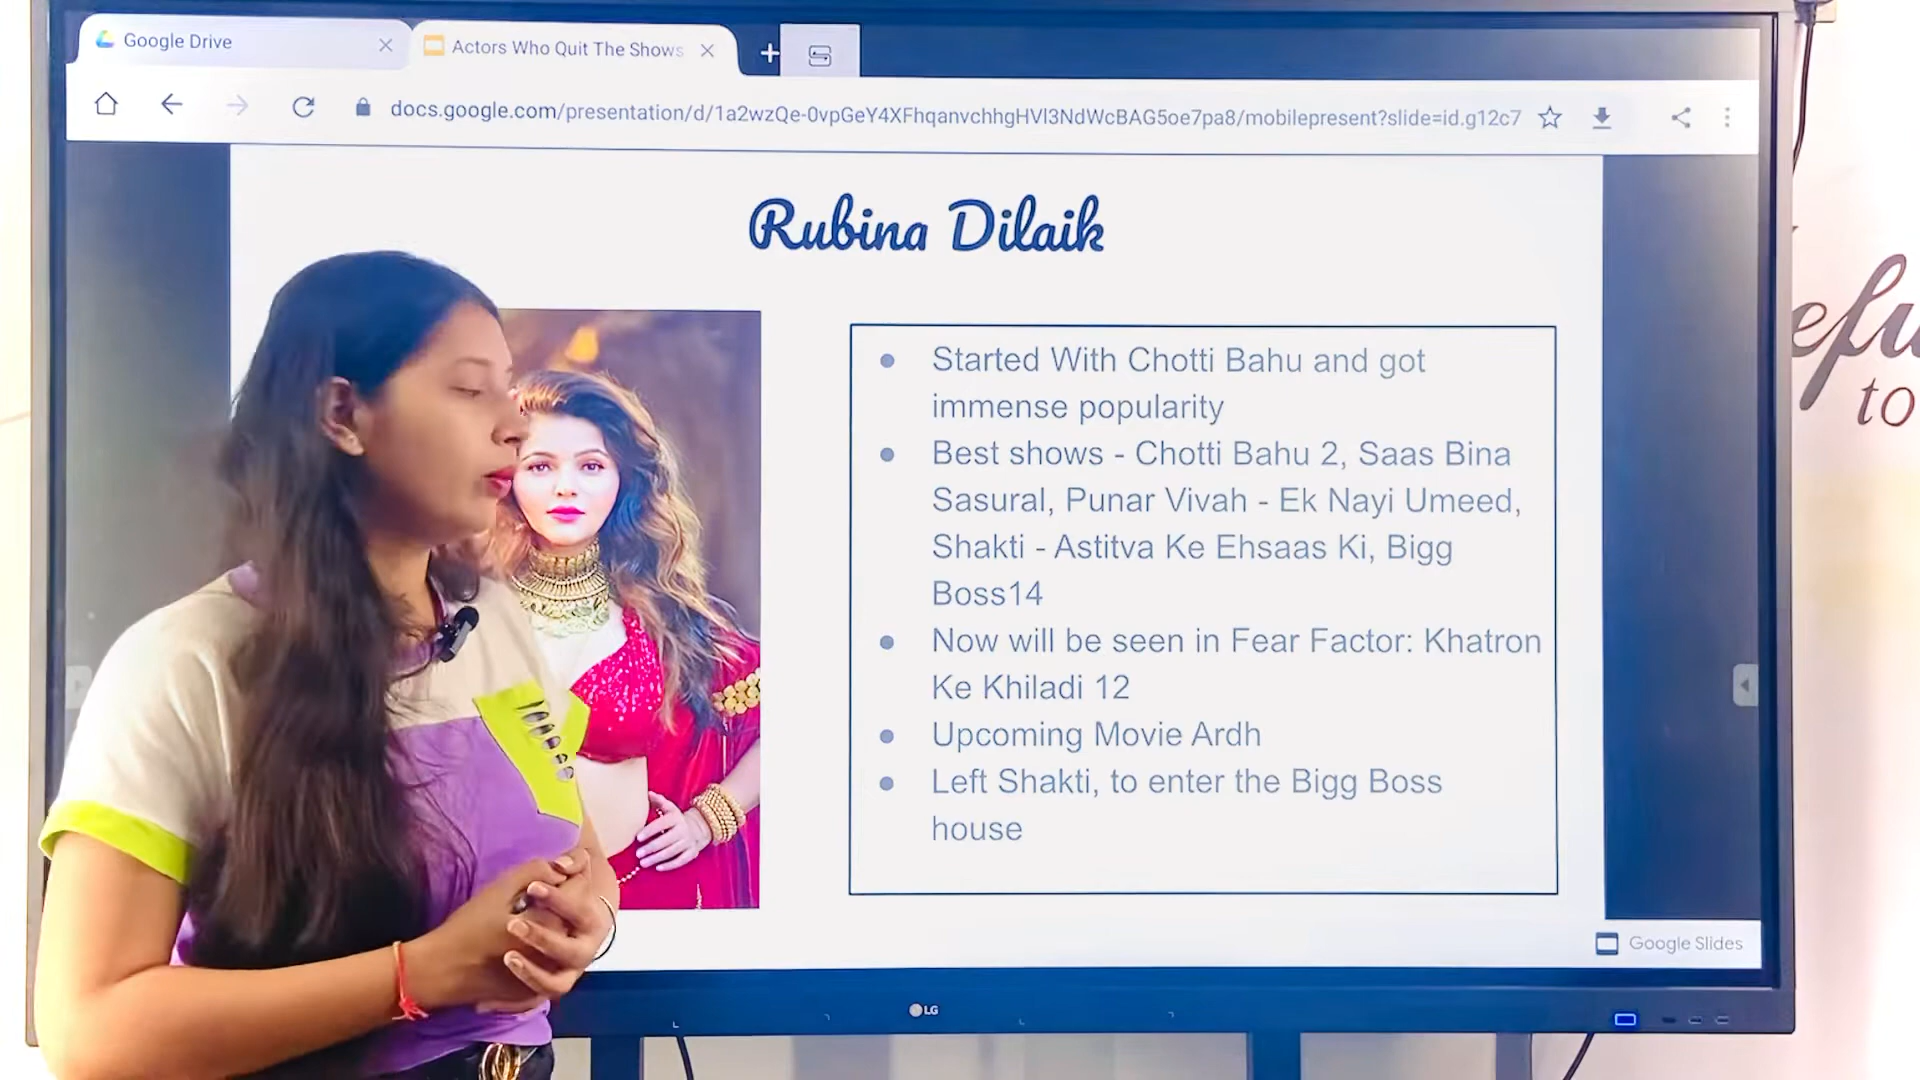 Google Drive
Actors Who Quit The Shows
docs.google.com/presentation/d/1a2wzQe-0vpGeY4XFhqanvchhgHVl3NdWcBAG5oe7pa8/mobilepresent?slide=id.g12c7
Rubina Dilaik
Started With Chotti Bahu and got
immense popularity
Best shows - Chotti Bahu 2, Saas Bina
Sasural, Punar Vivah - Ek Nayi Umeed,
Shakti - Astitva Ke Ehsaas Ki, Bigg
Boss14
Now will be seen in Fear Factor: Khatron
Ke Khiladi 12
Upcoming Movie Ardh
Left Shakti, to enter the Bigg Boss
house
Google Slides
LG
to